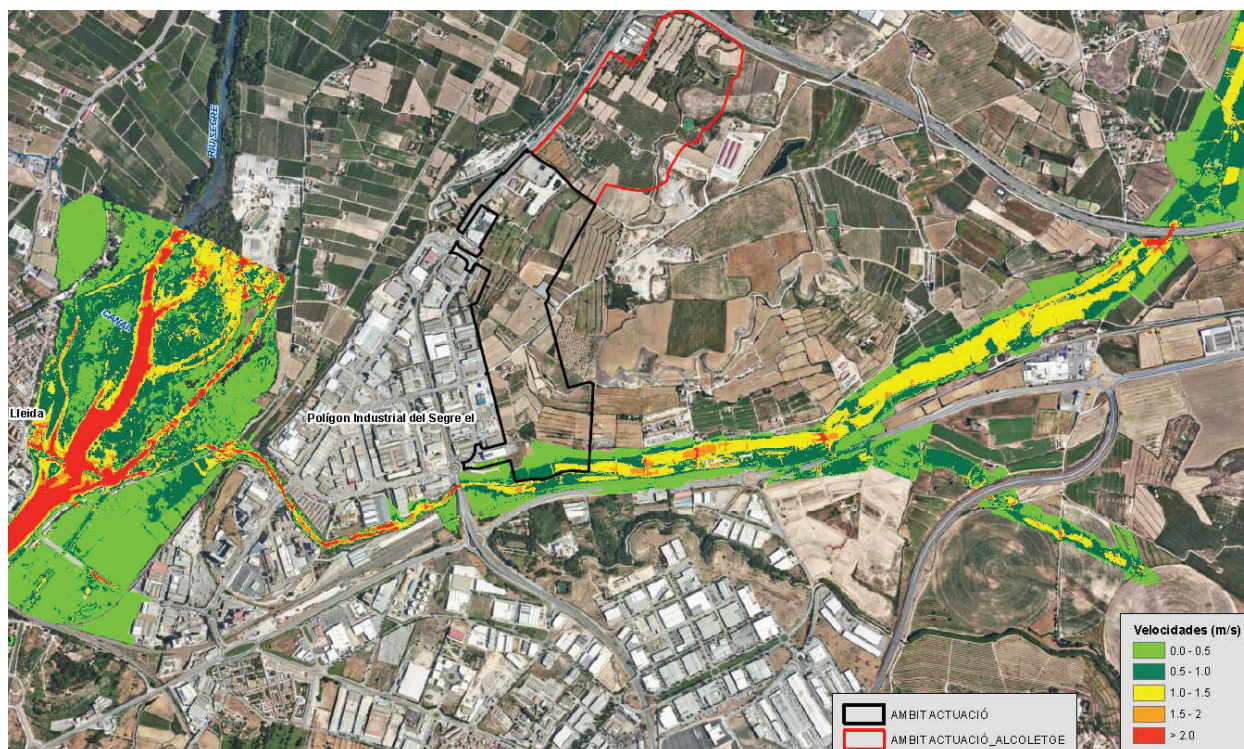 RIU SEGRE
CANAL
Lleida
Polígon Industrial del Segre el
AMBIT ACTUACIÓ
AMBIT ACTUACIÓ_ALCOLETGE
Velocidades (m/s)
0.0 - 0.5
0.5 - 1.0
1.0 - 1.5
1.5 - 2
> 2.0